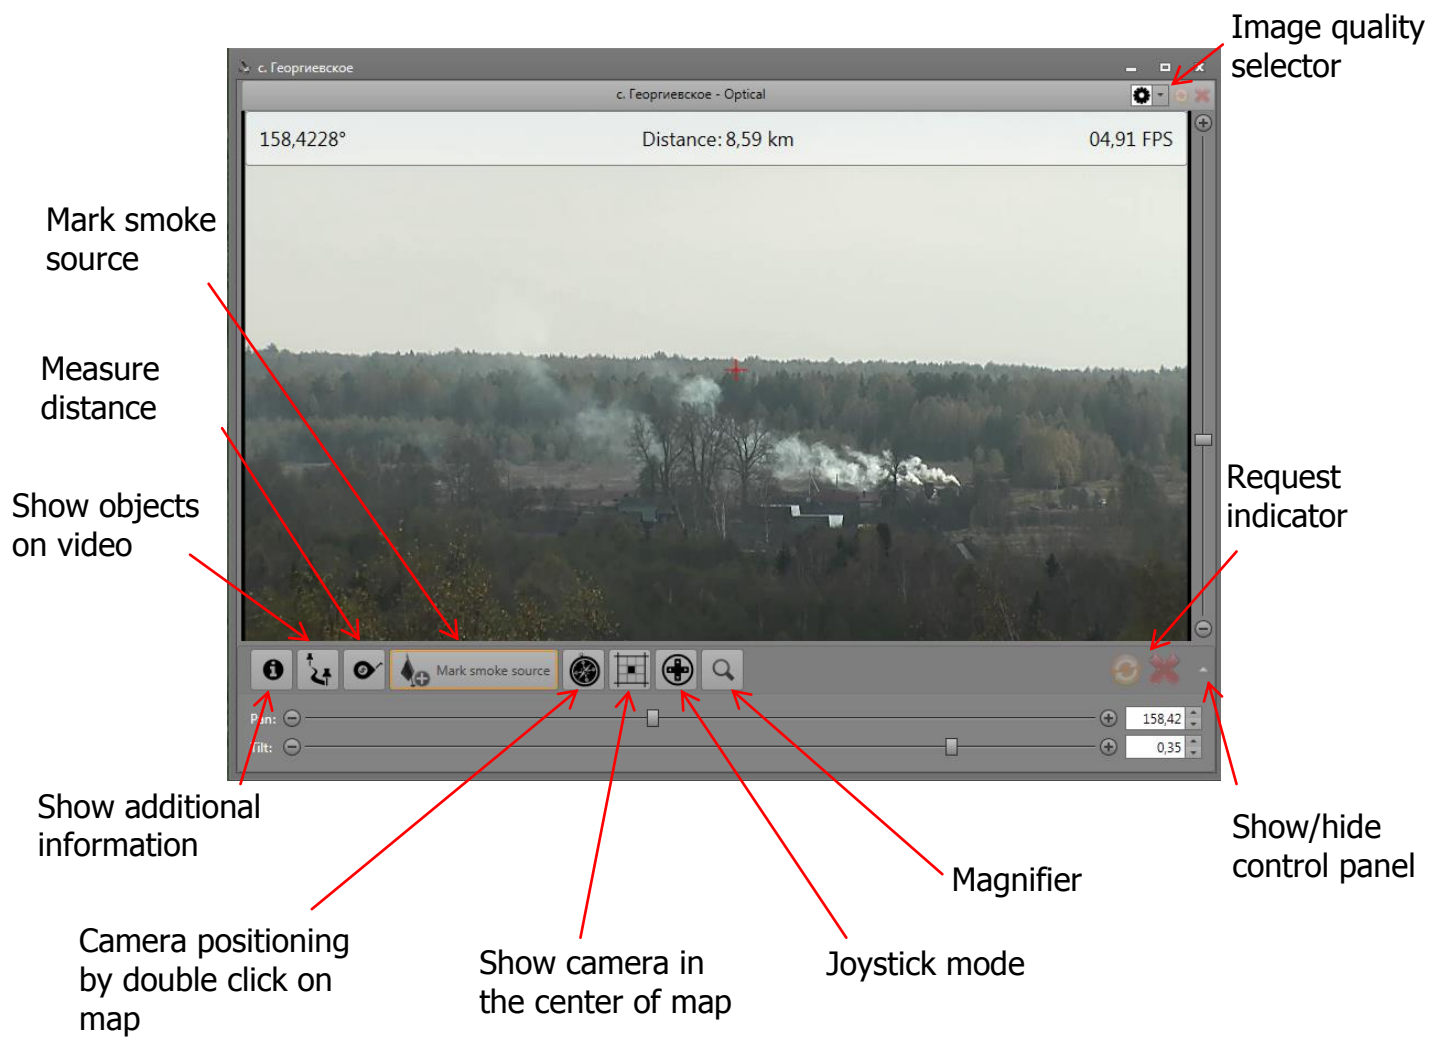 Image quality
selector
с. Георгиевское
с. Георгиевское - Optical
158,4228°
Distance: 8,59 km
04,91 FPS
Mark smoke
source
Measure
distance
Show objects
on video
Request
indicator
Mark smoke source
Pan:
158,42
Tilt:
0,35
Show additional
information
Show/hide
control panel
Magnifier
Camera positioning
by double click on
map
Show camera in
the center of map
Joystick mode